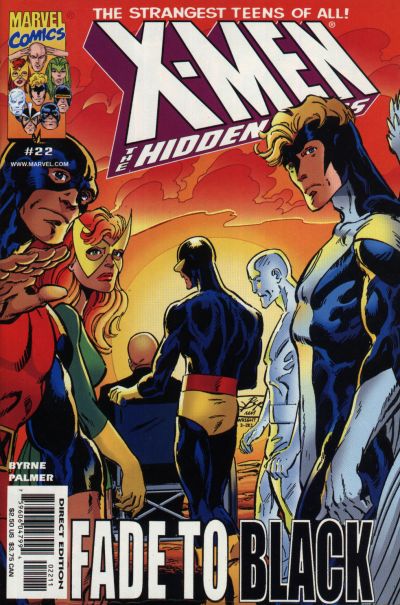 MARVEL
COMICS
THE STRANGEST TEENS OF ALL!
X-MEN
THE HIDDEN
#22
WWW.MARVEL.COM
BYRNE
PALMER
$2.50 US $3.75 CAN
DIRECT EDITION
02211
FADE TO BLACK